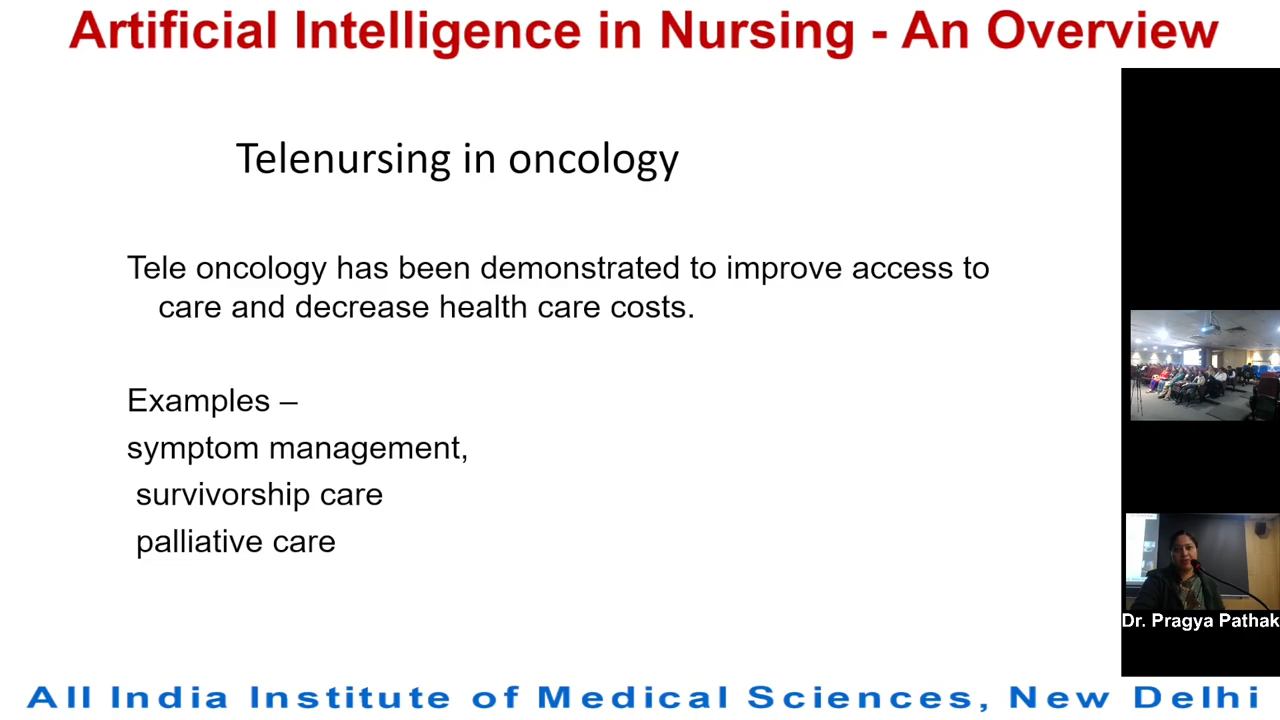 Artificial Intelligence in Nursing - An Overview
Telenursing in oncology
Tele oncology has been demonstrated to improve access to
care and decrease health care costs.
Examples –
symptom management,
survivorship care
palliative care
Dr. Pragya Pathak
All India Institute of Medical Sciences, New Delhi